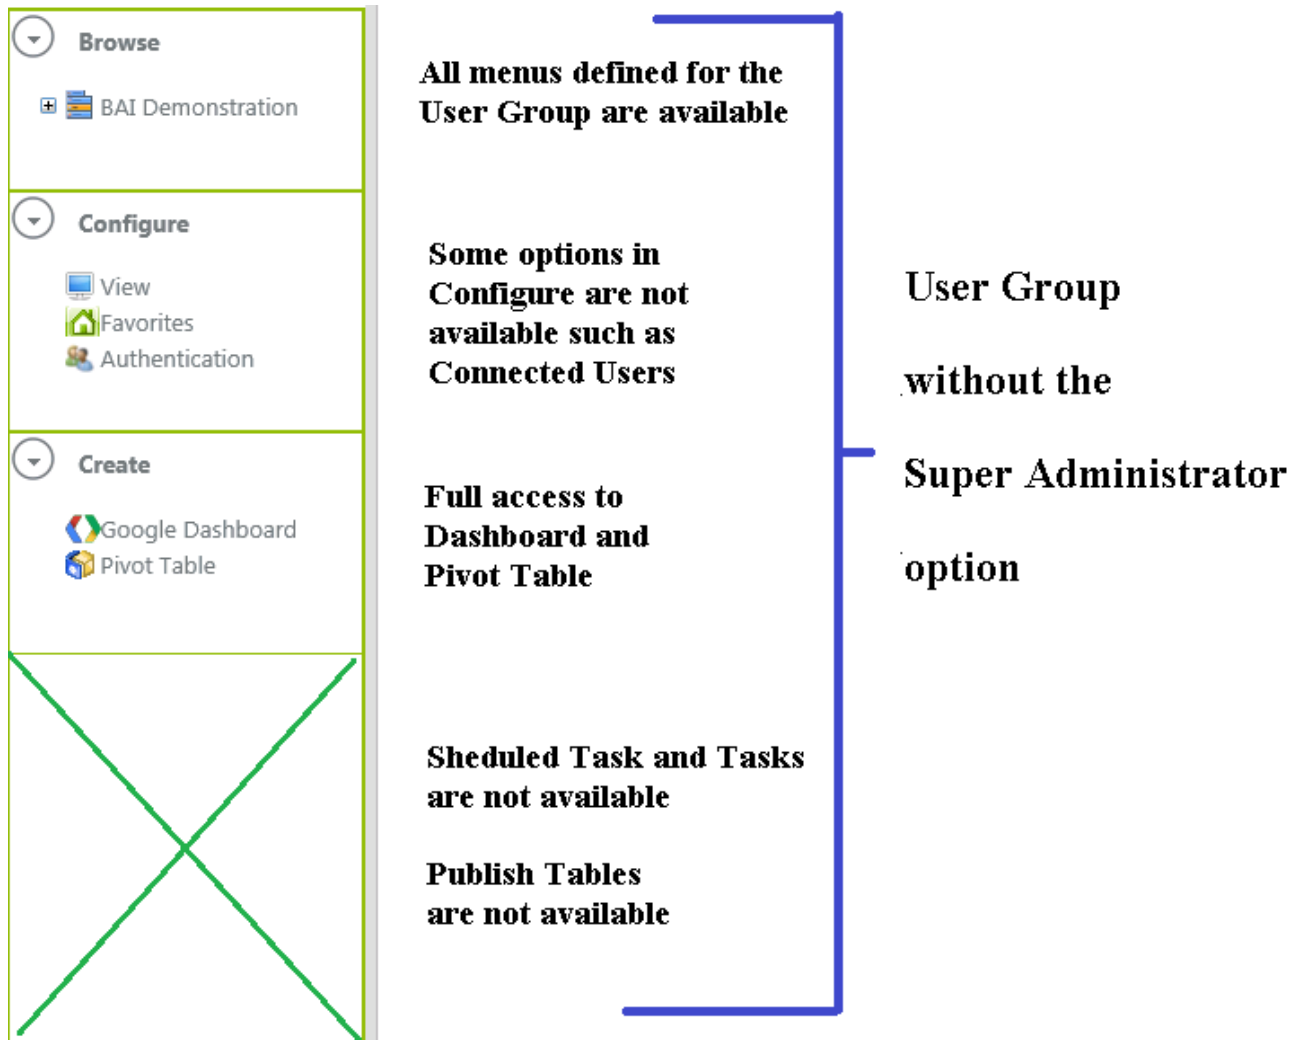 Browse
BAI Demonstration
All menus defined for the
User Group are available
Configure
View
Favorites
Authentication
Some options in
Configure are not
available such as
Connected Users
Create
Google Dashboard
Pivot Table
Full access to
Dashboard and
Pivot Table
Sheduled Task and Tasks
are not available
Publish Tables
are not available
User Group
without the
Super Administrator
option